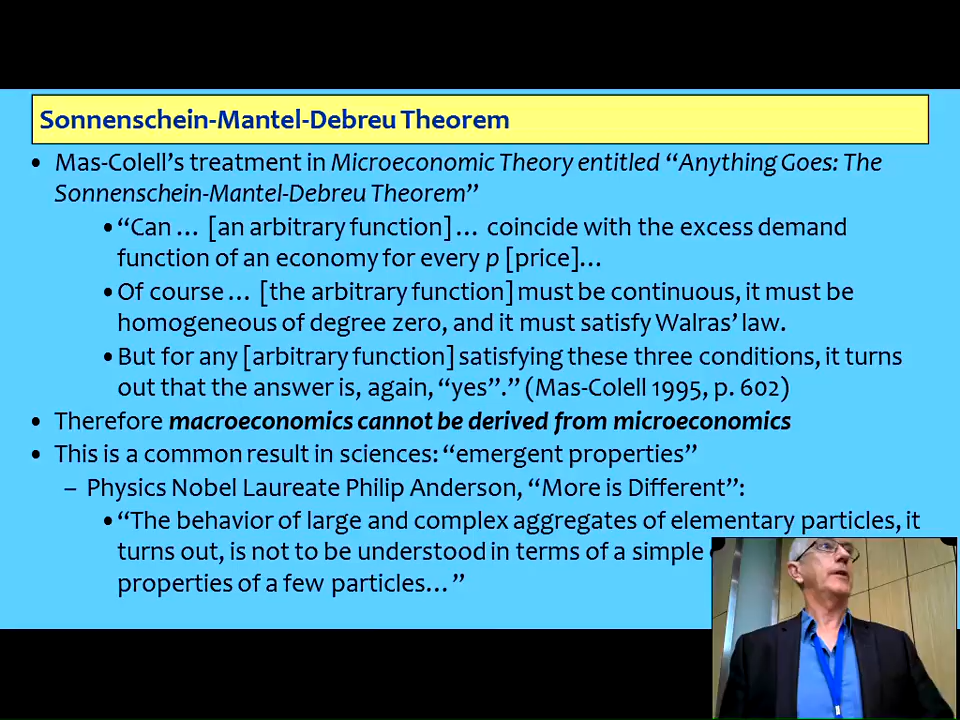 Sonnenschein-Mantel-Debreu Theorem
• Mas-Colell’s treatment in Microeconomic Theory entitled “Anything Goes: The
Sonnenschein-Mantel-Debreu Theorem”
•“Can … [an arbitrary function] … coincide with the excess demand
function of an economy for every p [price]…
•Of course … [the arbitrary function] must be continuous, it must be
homogeneous of degree zero, and it must satisfy Walras’ law.
•But for any [arbitrary function] satisfying these three conditions, it turns
out that the answer is, again, “yes”.” (Mas-Colell 1995, p. 602)
• Therefore macroeconomics cannot be derived from microeconomics
• This is a common result in sciences: “emergent properties”
– Physics Nobel Laureate Philip Anderson, “More is Different”:
•“The behavior of large and complex aggregates of elementary particles, it
turns out, is not to be understood in terms of a simple
properties of a few particles…”